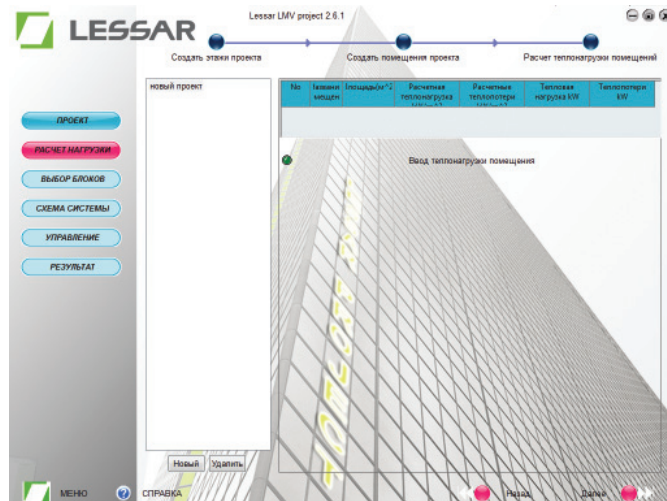 LESSAR
Lessar LMV project 2.6.1
Создать этажи проекта
Создать помещения проекта
Расчет теплонагрузки помещений
ПРОЕКТ
РАСЧЕТ НАГРУЗКИ
ВЫБОР БЛОКОВ
СХЕМА СИСТЕМЫ
УПРАВЛЕНИЕ
РЕЗУЛЬТАТ
новый проект
No
Площадь(м^2
Расчетная
теплонагрузка
Расчетные
теплопотери
Тепловая
нагрузка kW
Теплопотери
kW
Ввод теплонагрузки помещения
Новый
Удалить
МЕНЮ
СПРАВКА
Назад
Далее